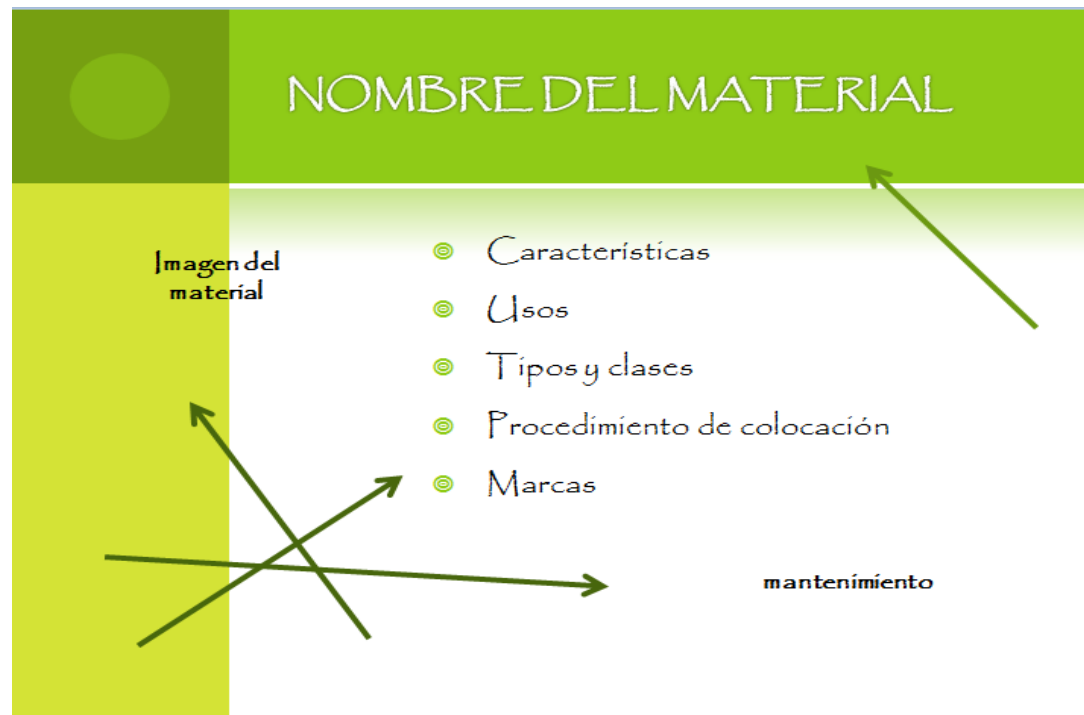 NOMBRE DEL MATERIAL
Imagen del
material
Características
Usos
Tipos y clases
Procedimiento de colocación
Marcas
mantenimiento